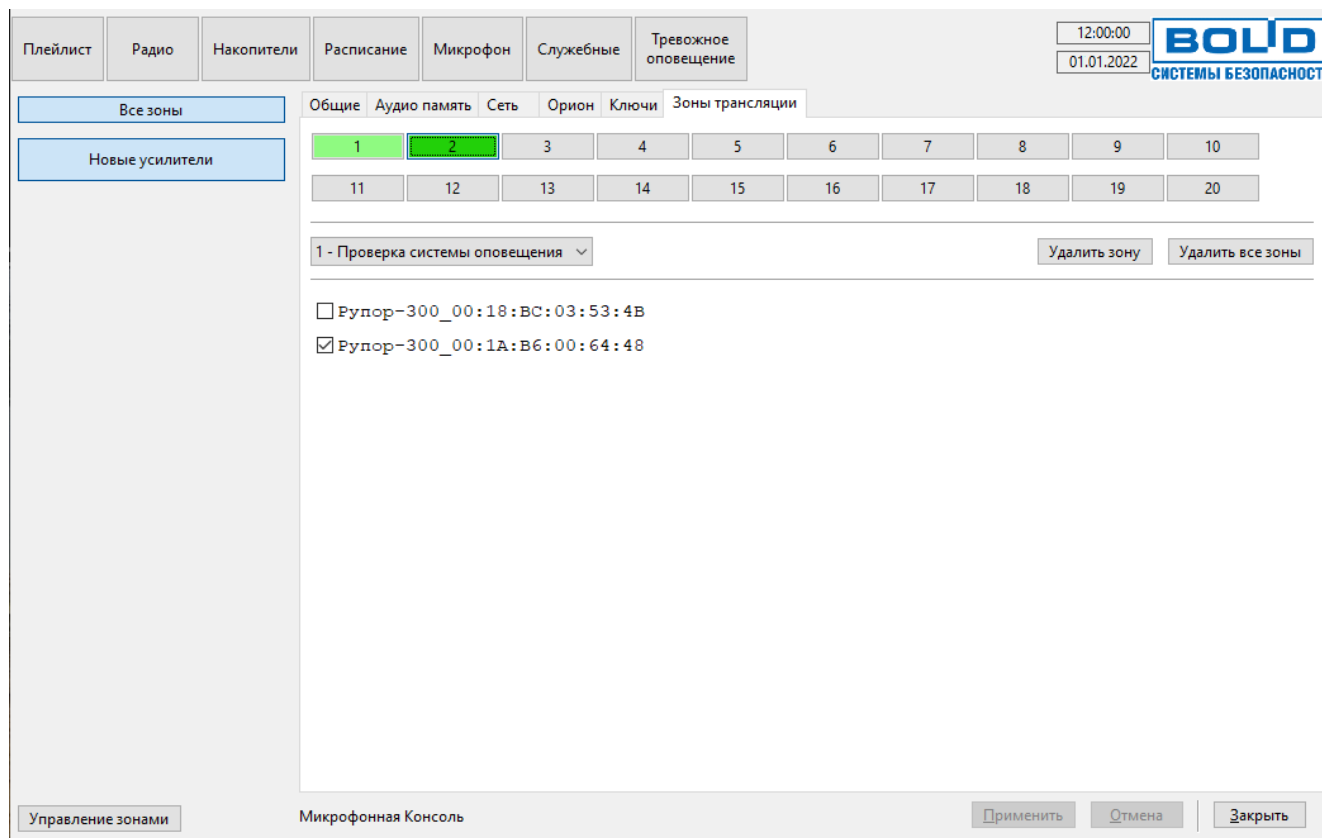 Плейлист
Радио
Накопители
Расписание
Микрофон
Служебные
Тревожное
оповещение
12:00:00
01.01.2022
BOLID
СИСТЕМЫ БЕЗОПАСНОСТ
Все зоны
Новые усилители
Общие Аудио память Сеть Орион Ключи Зоны трансляции
1 2 3 4 5 6 7 8 9 10
11 12 13 14 15 16 17 18 19 20
1 - Проверка системы оповещения
Удалить зону
Удалить все зоны
Рупор-300_00:18:BC:03:53:4B
Рупор-300_00:1A:B6:00:64:48
Управление зонами
Микрофонная Консоль
Применить
Отмена
Закрыть